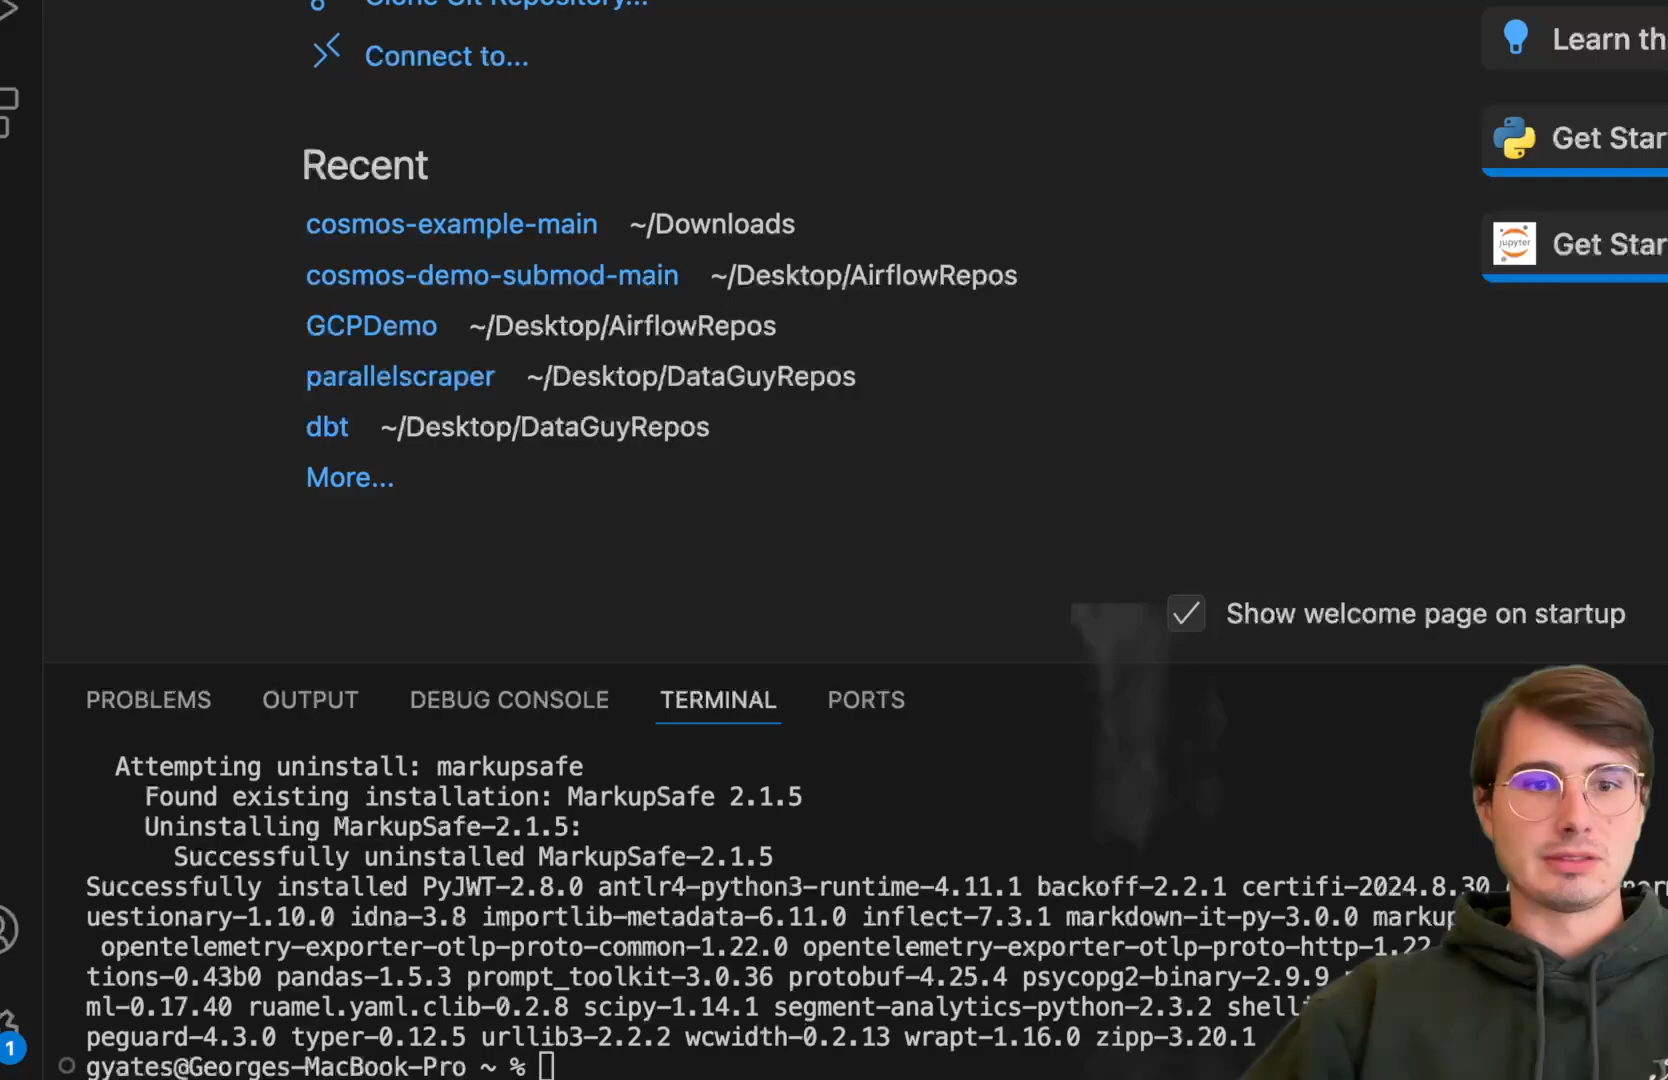 Clone Git Repository...
Connect to...
Learn th
Get Star
jupyter
Get Star
Recent
cosmos-example-main ~/Downloads
cosmos-demo-submod-main ~/Desktop/AirflowRepos
GCPDemo ~/Desktop/AirflowRepos
parallelscraper ~/Desktop/DataGuyRepos
dbt ~/Desktop/DataGuyRepos
More...
Show welcome page on startup
PROBLEMS OUTPUT DEBUG CONSOLE TERMINAL PORTS
Attempting uninstall: markupsafe
Found existing installation: MarkupSafe 2.1.5
Uninstalling MarkupSafe-2.1.5:
Successfully uninstalled MarkupSafe-2.1.5
Successfully installed PyJWT-2.8.0 antlr4-python3-runtime-4.11.1 backoff-2.2.1 certifi-2024.8.30
uestionary-1.10.0 idna-3.8 importlib-metadata-6.11.0 inflect-7.3.1 markdown-it-py-3.0.0 markup
opentelemetry-exporter-otlp-proto-common-1.22.0 opentelemetry-exporter-otlp-proto-http-1.22
tions-0.43b0 pandas-1.5.3 prompt_toolkit-3.0.36 protobuf-4.25.4 psycopg2-binary-2.9.9
ml-0.17.40 ruamel.yaml.clib-0.2.8 scipy-1.14.1 segment-analytics-python-2.3.2 shelli
peguard-4.3.0 typer-0.12.5 urllib3-2.2.2 wcwidth-0.2.13 wrapt-1.16.0 zipp-3.20.1
1
gyates@Georges-MacBook-Pro ~ %